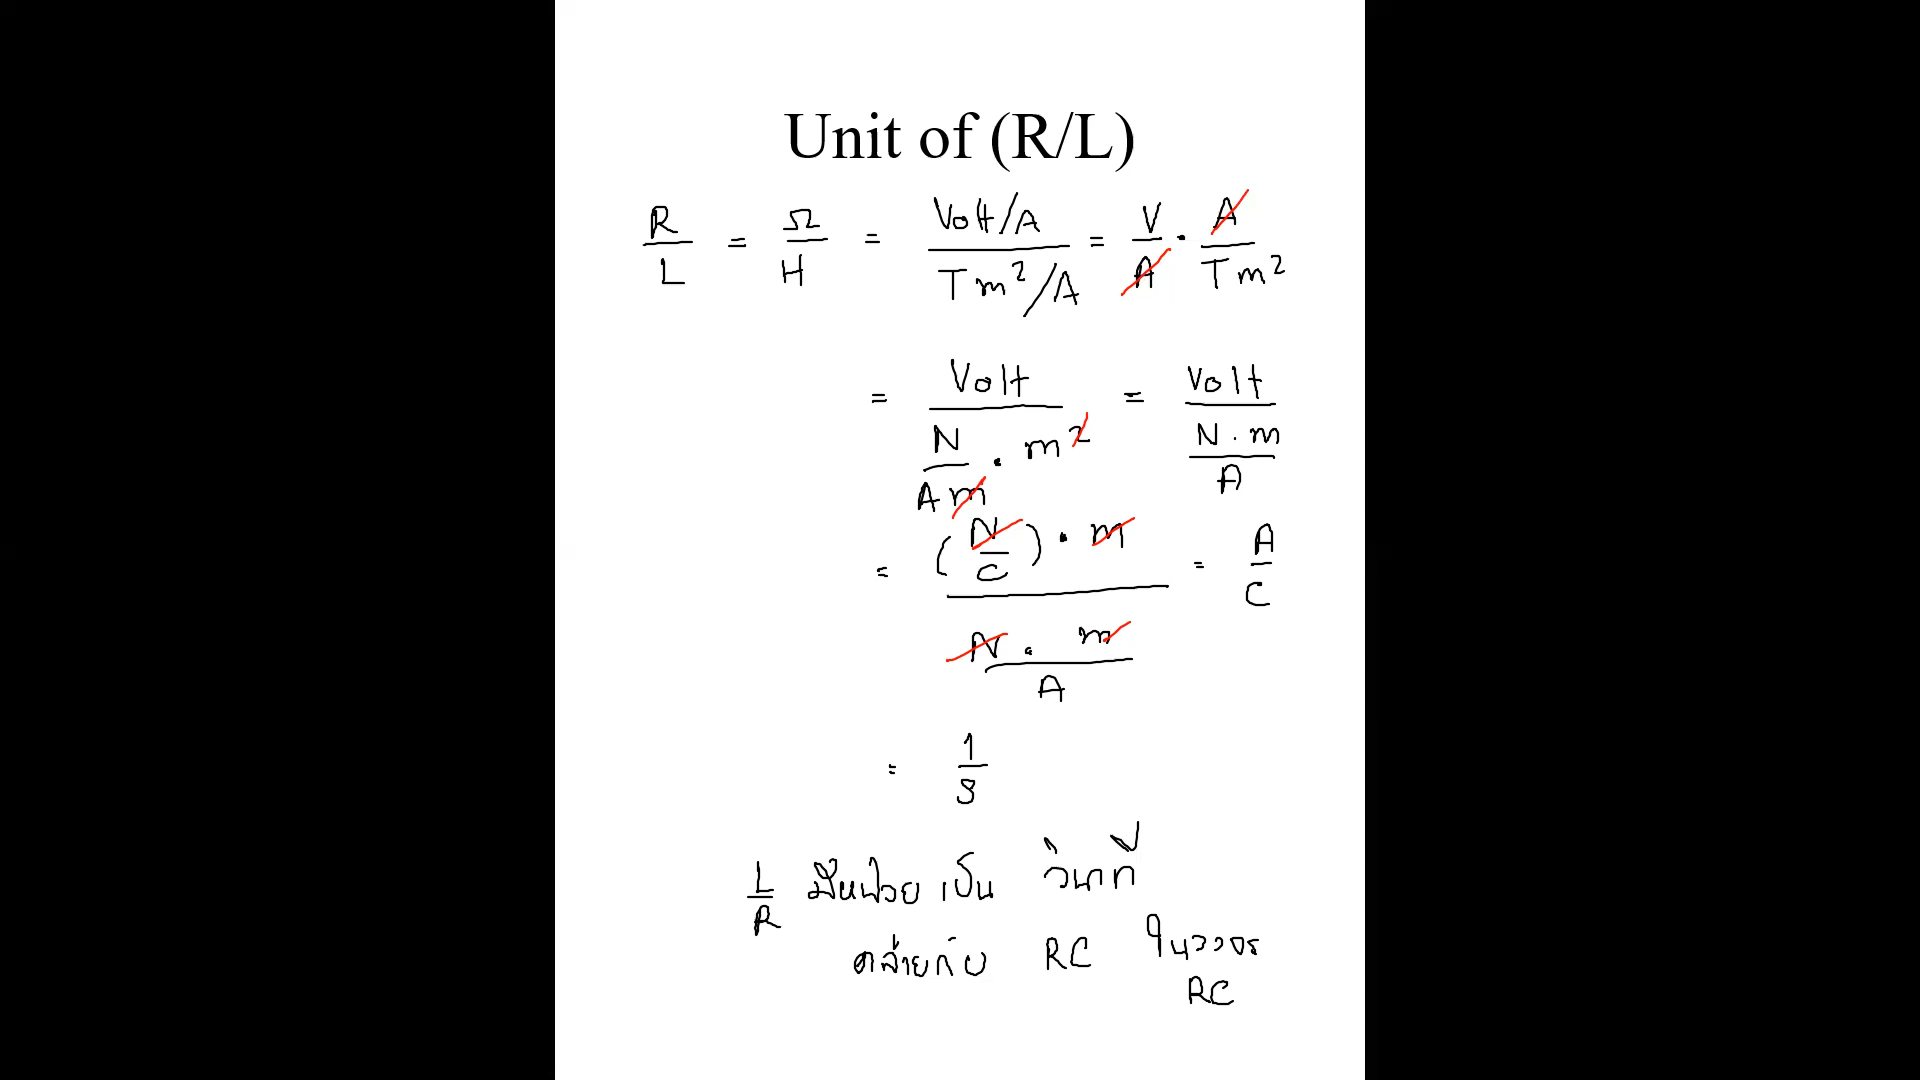 Unit of (R/L)
R/L = Ω/H = (Volt/A)/(Tm²/A) = V/A · A/Tm²
= Volt/(N/Am · m²) = Volt/(N·m/A)
= ((N/C)·m)/(N·m/A) = A/C
= 1/s
L/R มีหน่วยเป็น วินาที
คล้ายกับ RC ในวงจร
RC